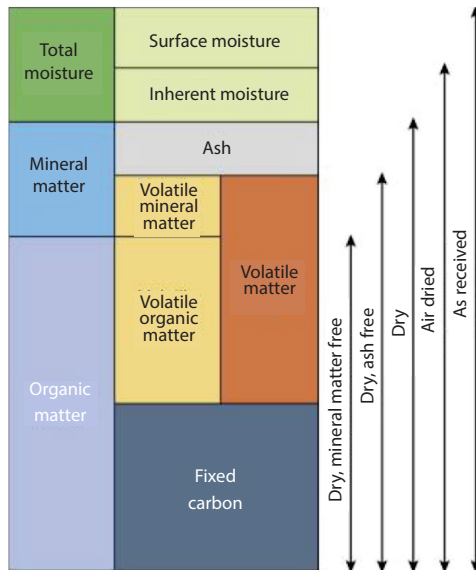 Total
moisture
Surface moisture
Inherent moisture
Mineral
matter
Ash
Volatile
mineral
matter
Volatile
matter
Volatile
organic
matter
Organic
matter
Fixed
carbon
Dry, mineral matter free
Dry, ash free
Dry
Air dried
As received